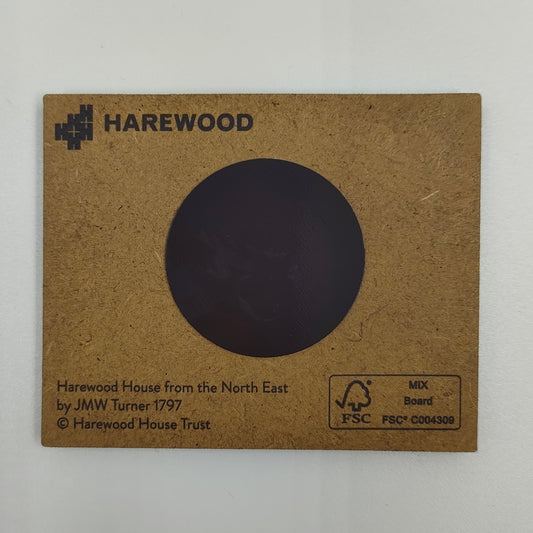 HAREWOOD
Harewood House from the North East
by JMW Turner 1797
© Harewood House Trust
FSC
MIX
Board
FSC® C004309